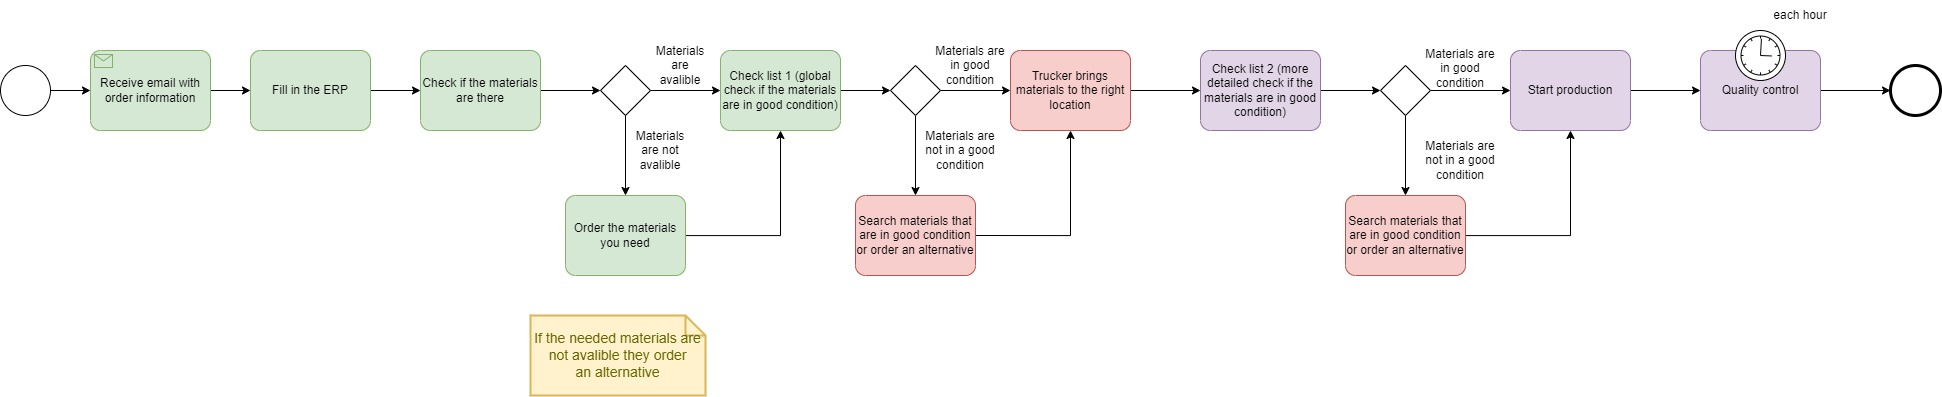 each hour
Receive email with
order information
Fill in the ERP
Check if the materials
are there
Materials
are
avalible
Materials
are not
avalible
Order the materials
you need
Check list 1 (global
check if the materials
are in good condition)
Materials are
in good
condition
Materials are
not in a good
condition
Search materials that
are in good condition
or order an alternative
Trucker brings
materials to the right
location
Check list 2 (more
detailed check if the
materials are in good
condition)
Materials are
in good
condition
Materials are
not in a good
condition
Search materials that
are in good condition
or order an alternative
Start production
Quality control
If the needed materials are
not avalible they order
an alternative